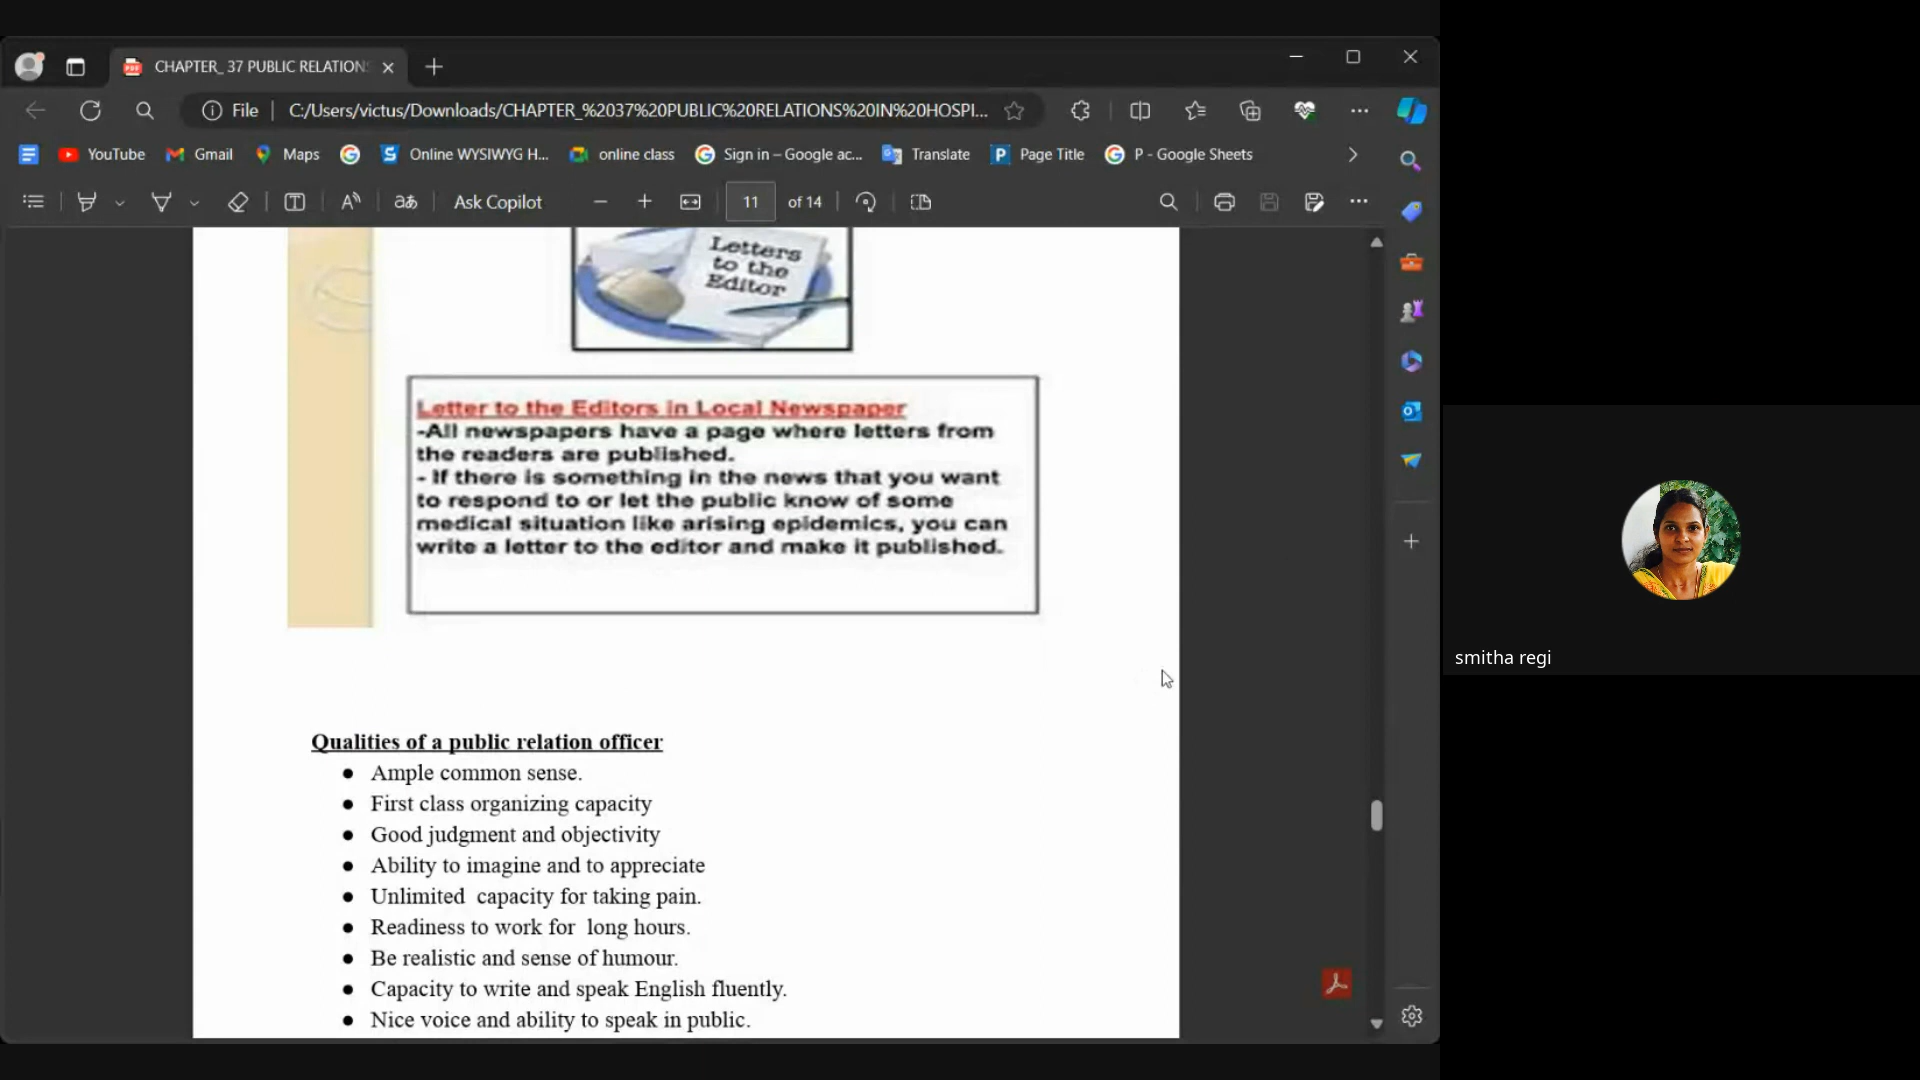 CHAPTER_ 37 PUBLIC RELATION
File
C:/Users/victus/Downloads/CHAPTER_%2037%20PUBLIC%20RELATIONS%20IN%20HOSPI...
YouTube
Gmail
Maps
Online WYSIWYG H...
online class
Sign in – Google ac...
Translate
Page Title
P - Google Sheets
Ask Copilot
11
of 14
Letters
to the
Editor
Letter to the Editors in Local Newspaper
-All newspapers have a page where letters from
the readers are published.
- If there is something in the news that you want
to respond to or let the public know of some
medical situation like arising epidemics, you can
write a letter to the editor and make it published.
smitha regi
Qualities of a public relation officer
● Ample common sense.
● First class organizing capacity
● Good judgment and objectivity
● Ability to imagine and to appreciate
● Unlimited  capacity for taking pain.
● Readiness to work for  long hours.
● Be realistic and sense of humour.
● Capacity to write and speak English fluently.
● Nice voice and ability to speak in public.